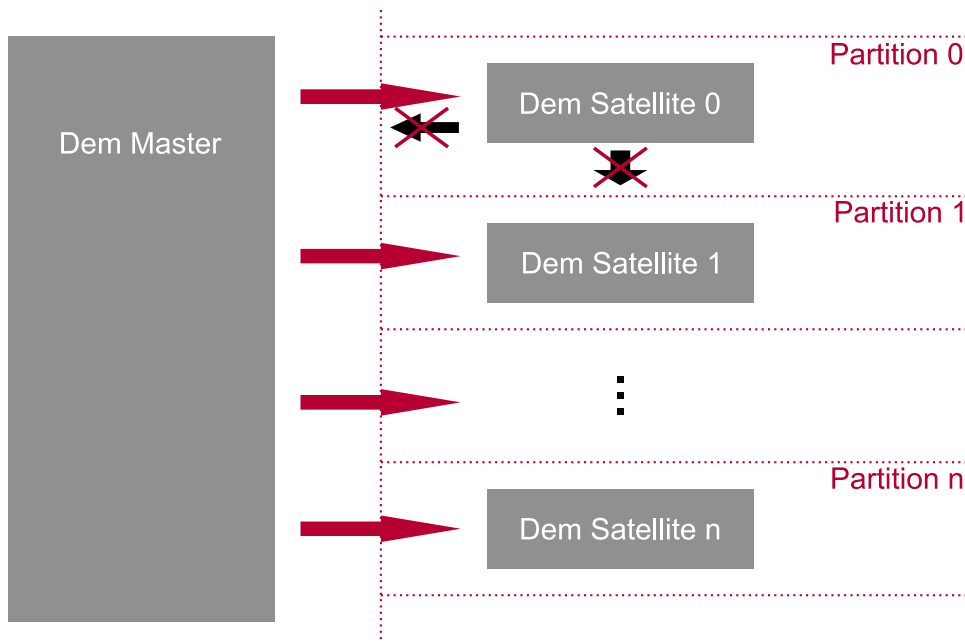 Partition 0
Dem Satellite 0
Dem Master
Partition 1
Dem Satellite 1
Partition n
Dem Satellite n